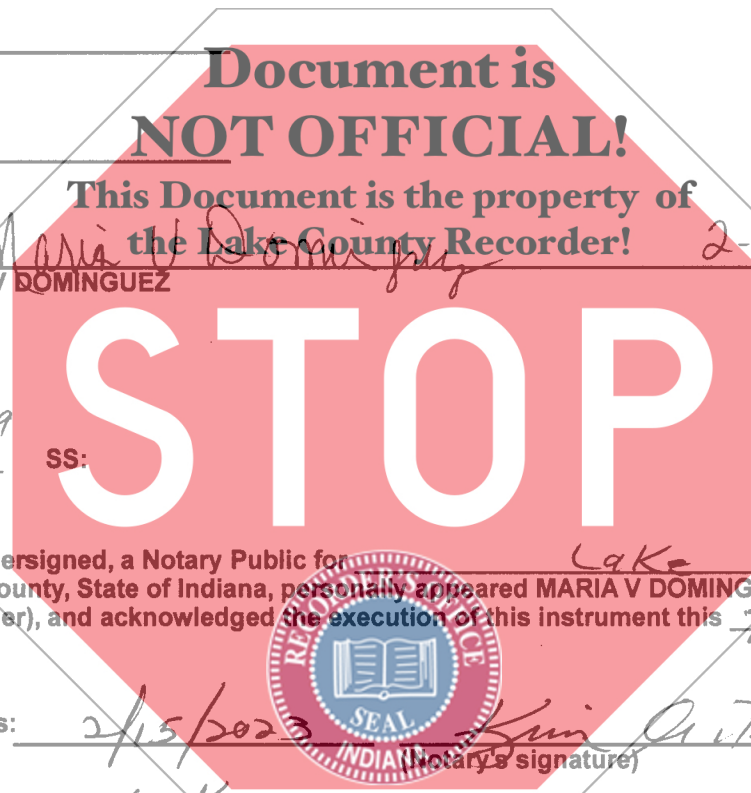 Document is
NOT OFFICIAL!
This Document is the property of
the Lake County Recorder!
Maria V Dominguez 2-
V DOMINGUEZ
STOP
SS:
ersigned, a Notary Public for Lake
ounty, State of Indiana, personally appeared MARIA V DOMING
er), and acknowledged the execution of this instrument this
RECORDER'S OFFICE
SEAL
INDIANA
s: 2/15/2023 Kim
(Notary's signature)